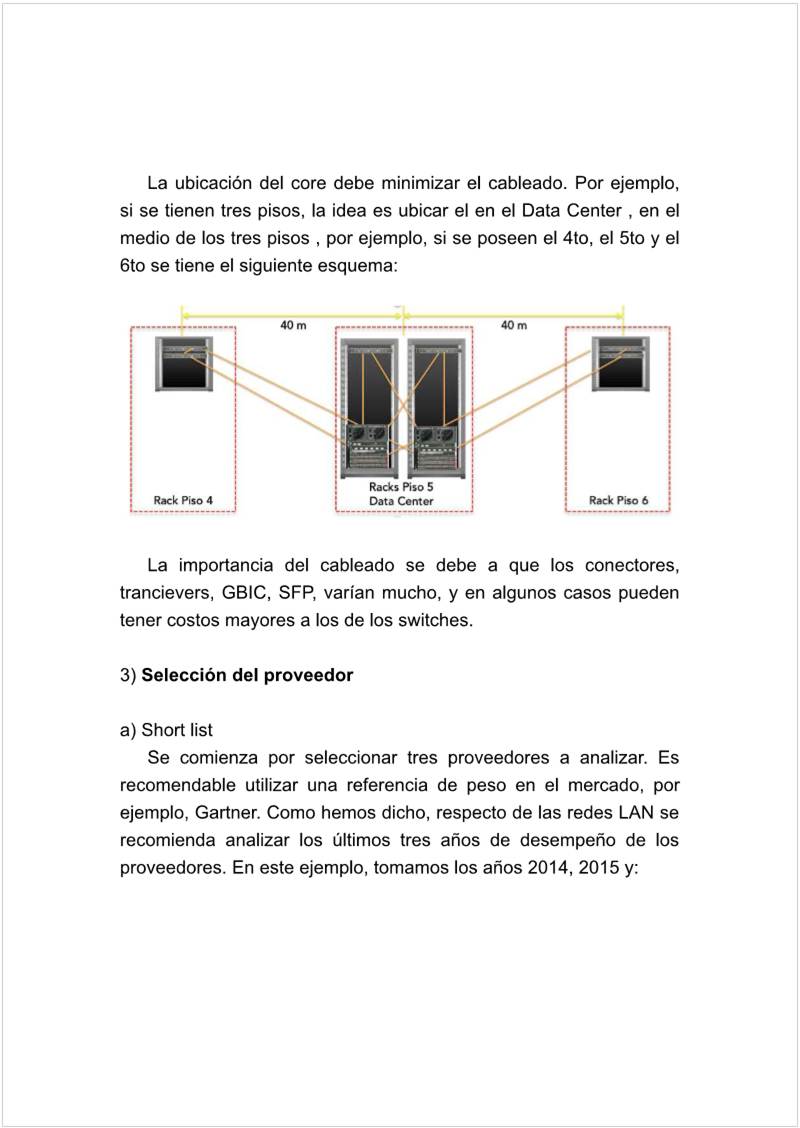 La ubicación del core debe minimizar el cableado. Por ejemplo,
si se tienen tres pisos, la idea es ubicar el en el Data Center , en el
medio de los tres pisos , por ejemplo, si se poseen el 4to, el 5to y el
6to se tiene el siguiente esquema:
40 m
40 m
Rack Piso 4
Racks Piso 5
Data Center
Rack Piso 6
La importancia del cableado se debe a que los conectores,
trancievers, GBIC, SFP, varían mucho, y en algunos casos pueden
tener costos mayores a los de los switches.
3) Selección del proveedor
a) Short list
Se comienza por seleccionar tres proveedores a analizar. Es
recomendable utilizar una referencia de peso en el mercado, por
ejemplo, Gartner. Como hemos dicho, respecto de las redes LAN se
recomienda analizar los últimos tres años de desempeño de los
proveedores. En este ejemplo, tomamos los años 2014, 2015 y: